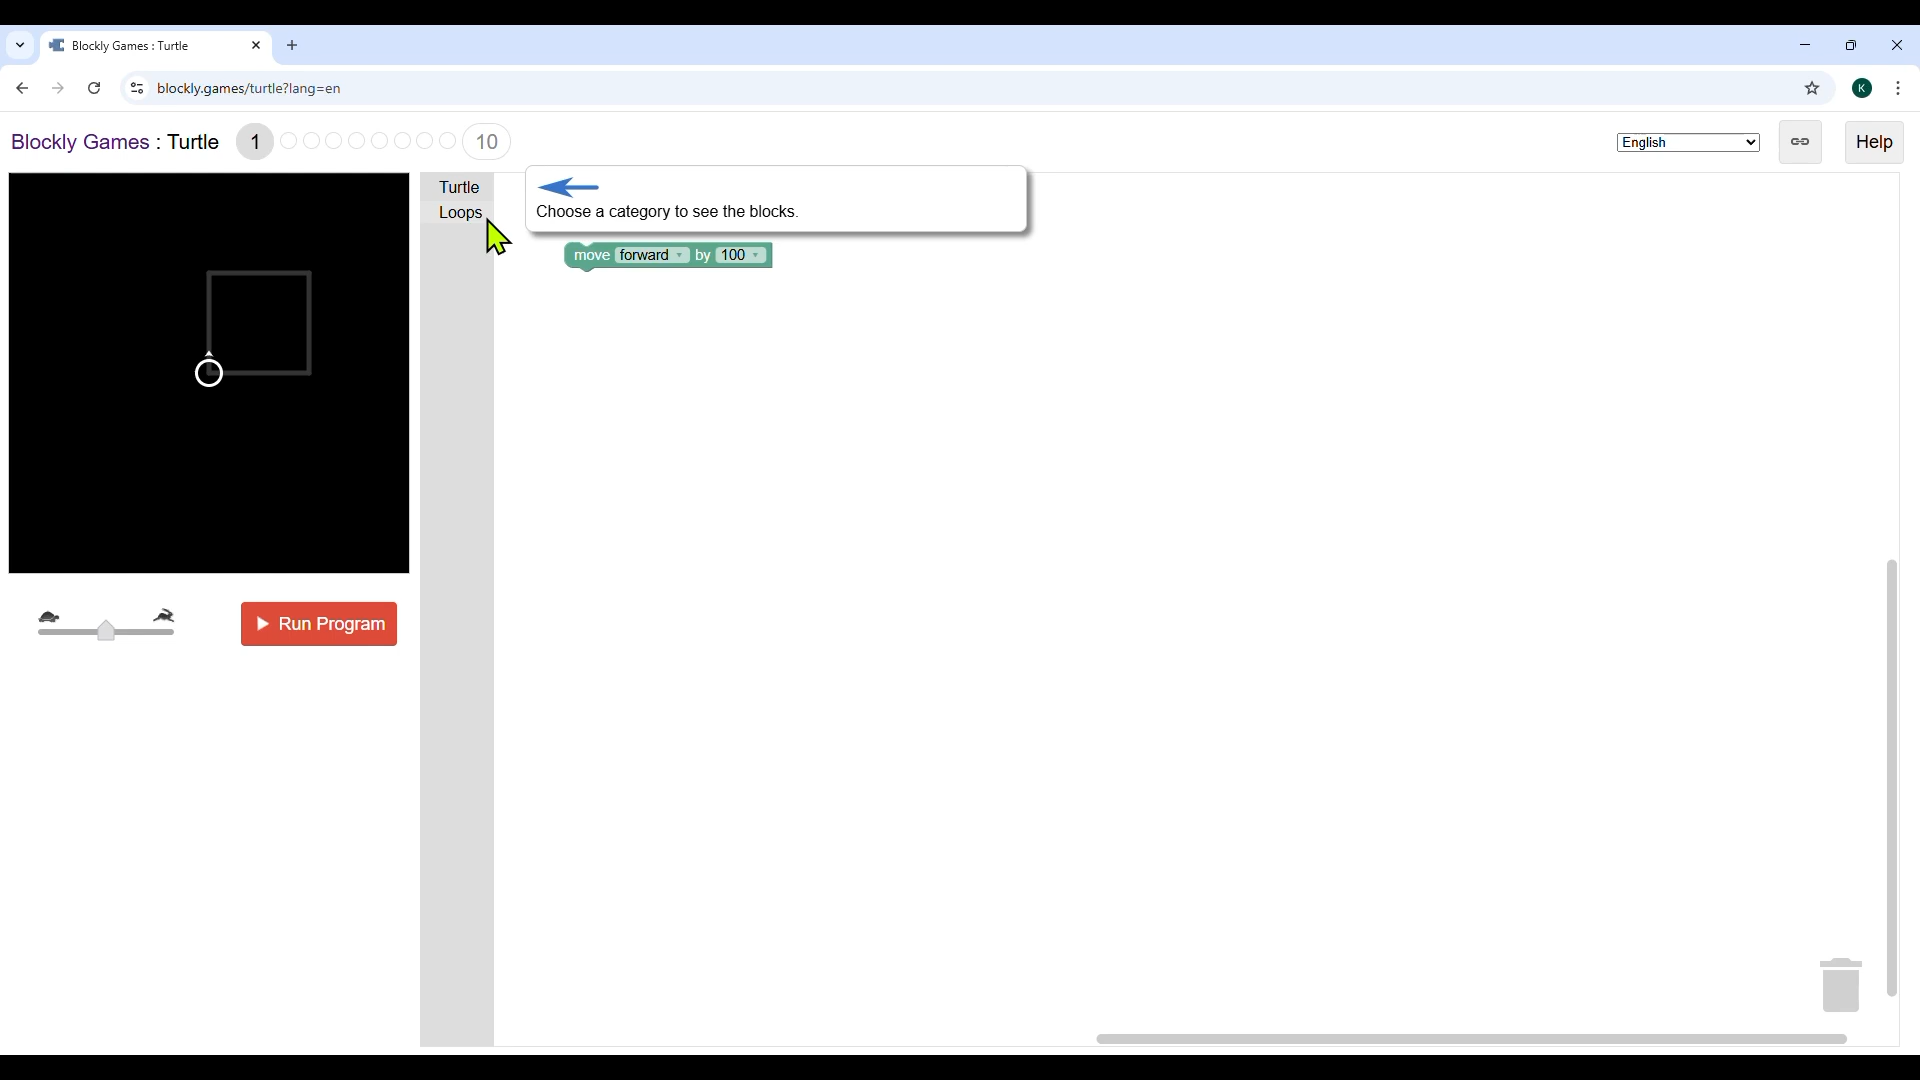 Blockly Games : Turtle
blockly.games/turtle?lang=en
K
Blockly Games : Turtle 1 10 English Help
Turtle
Loops
Choose a category to see the blocks.
move forward by 100
Run Program